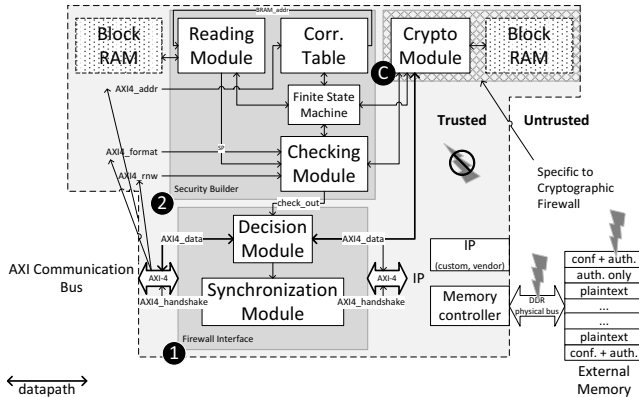 BRAM_addr
Block
RAM
Reading
Module
Corr.
Table
Crypto
Module
Block
RAM
C
AXI4_addr
Finite State
Machine
Trusted
Untrusted
AXI4_format
SP
Checking
Module
AXI4_rnw
Specific to
Cryptographic
Firewall
Security Builder
2
check_out
AXI4_data
Decision
Module
AXI4_data
AXI Communication
Bus
AXI-4
AXI-4
IP
IP
(custom, vendor)
AXI4_handshake
Synchronization
Module
AXI4_handshake
Memory
controller
DDR
physical bus
conf + auth.
auth. only
plaintext
...
...
plaintext
conf. + auth.
External
Memory
Firewall Interface
1
datapath